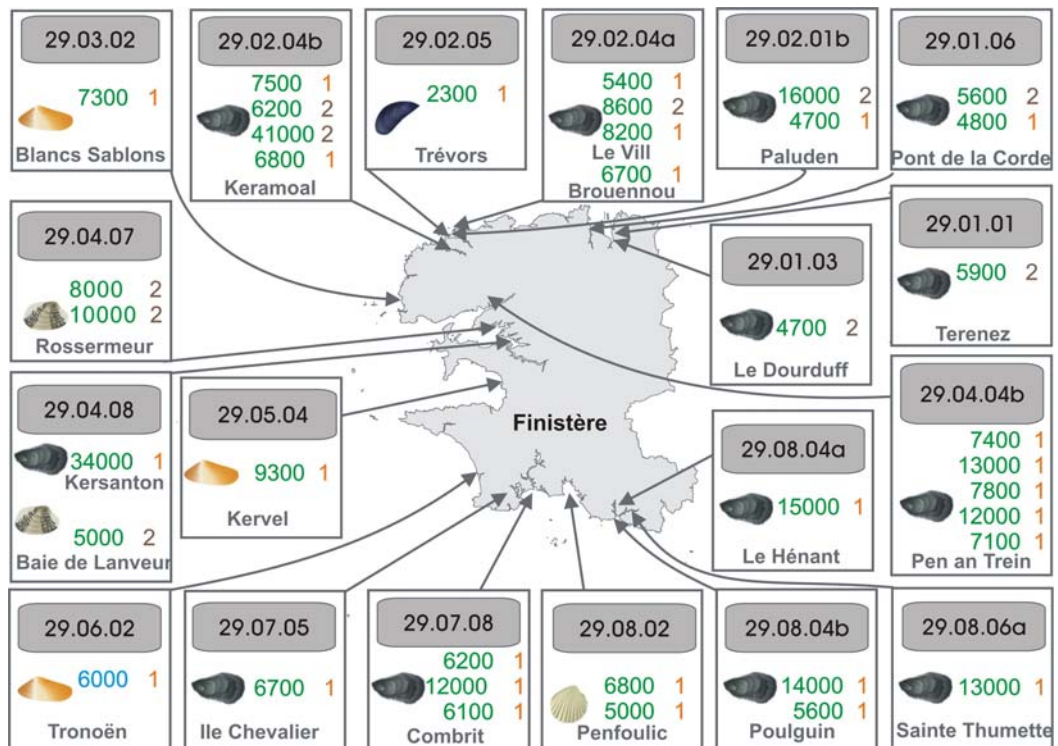 29.03.02
7300 1
Blancs Sablons
29.02.04b
7500 1
6200 2
41000 2
6800 1
Keramoal
29.02.05
2300 1
Trévors
29.02.04a
5400 1
8600 2
8200 1
Le Vill
6700 1
Brouennou
29.02.01b
16000 2
4700 1
Paluden
29.01.06
5600 2
4800 1
Pont de la Corde
29.04.07
8000 2
10000 2
Rossermeur
29.01.03
4700 2
Le Dourduff
29.01.01
5900 2
Terenez
29.04.08
34000 1
Kersanton
5000 2
Baie de Lanveur
29.05.04
9300 1
Kervel
Finistère
29.08.04a
15000 1
Le Hénant
29.04.04b
7400 1
13000 1
7800 1
12000 1
7100 1
Pen an Trein
29.06.02
6000 1
Tronoën
29.07.05
6700 1
Ile Chevalier
29.07.08
6200 1
12000 1
6100 1
Combrit
29.08.02
6800 1
5000 1
Penfoulic
29.08.04b
14000 1
5600 1
Poulguin
29.08.06a
13000 1
Sainte Thumette